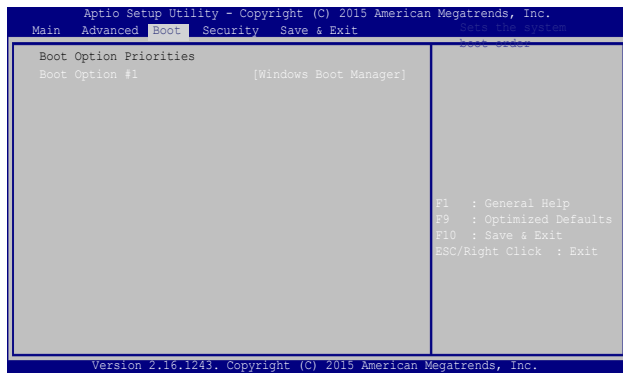 Aptio Setup Utility - Copyright (C) 2015 American Megatrends, Inc.
Main Advanced Boot Security Save & Exit
Boot Option Priorities
Boot Option #1 [Windows Boot Manager]
Sets the system
boot order
F1 : General Help
F9 : Optimized Defaults
F10 : Save & Exit
ESC/Right Click : Exit
Version 2.16.1243. Copyright (C) 2015 American Megatrends, Inc.